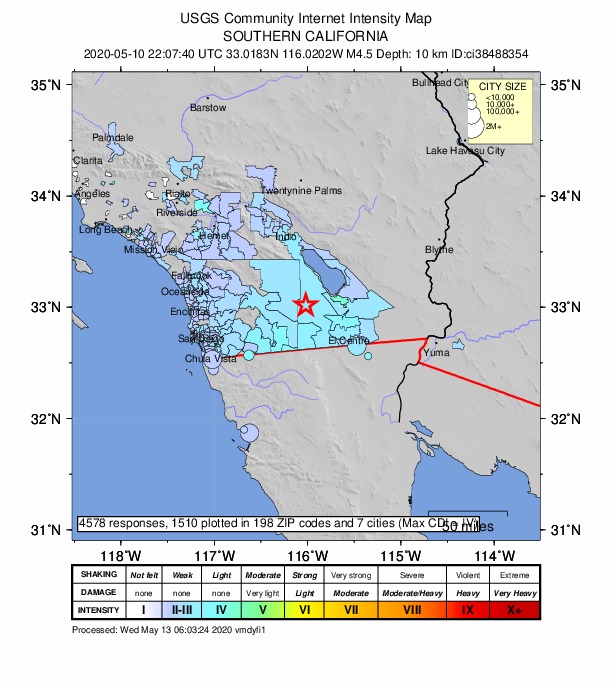 USGS Community Internet Intensity Map
SOUTHERN CALIFORNIA
2020-05-10 22:07:40 UTC 33.0183N 116.0202W M4.5 Depth: 10 km ID:ci38488354
35°N
35°N
Bullhead City
CITY SIZE
<10,000
10,000+
100,000+
2M+
Barstow
Palmdale
Lake Havasu City
Clarita
34°N
Angeles
Rialto
Twentynine Palms
34°N
Riverside
Long Beach
Hemet
Indio
Mission Viejo
Blythe
Fallbrook
Oceanside
33°N
33°N
Encinitas
San Diego
El Centro
Chula Vista
Yuma
32°N
32°N
4578 responses, 1510 plotted in 198 ZIP codes and 7 cities (Max CDI = IV)
50 miles
31°N
31°N
118°W
117°W
116°W
115°W
114°W
SHAKING Not felt Weak Light Moderate Strong Very strong Severe Violent Extreme
DAMAGE none none none Very light Light Moderate Moderate/Heavy Heavy Very Heavy
INTENSITY I II-III IV V VI VII VIII IX X+
Processed: Wed May 13 06:03:24 2020 vmdyfi1